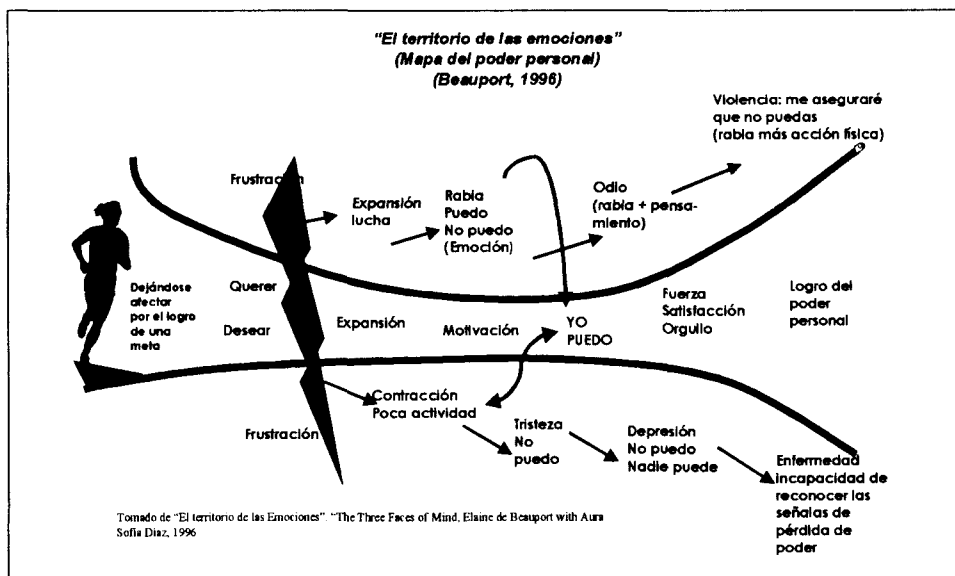 "El territorio de las emociones"
(Mapa del poder personal)
(Beauport, 1996)
Violencia: me aseguraré
que no puedas
(rabia más acción física)
Frustración
Expansión
lucha
Rabia
Puedo
No puedo
(Emoción)
Odio
(rabia + pensa-
miento)
Dejándose
afectar
por el logro
de una
meta
Querer
Desear
Expansión
Motivación
YO
PUEDO
Fuerza
Satisfacción
Orgullo
Logro del
poder
personal
Frustración
Contracción
Poca actividad
Tristeza
No
puedo
Depresión
No puedo
Nadie puede
Enfermedad
incapacidad de
reconocer las
señalas de
pérdida de
poder
Tomado de "El territorio de las Emociones". "The Three Faces of Mind, Elaine de Beauport with Aura
Sofia Diaz, 1996